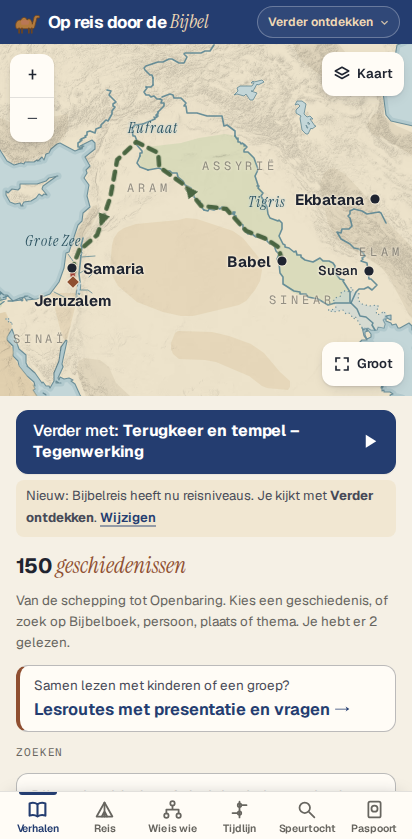 Op reis door de Bijbel
Verder ontdekken
+
Kaart
−
Eufraat
ASSYRIË
ARAM
Tigris
Ekbatana
Grote Zee
ELAM
Samaria
Babel
Susan
Jeruzalem
SINEAR
SINAÏ
Groot
Verder met: Terugkeer en tempel –
Tegenwerking
Nieuw: Bijbelreis heeft nu reisniveaus. Je kijkt met Verder
ontdekken. Wijzigen
150 geschiedenissen
Van de schepping tot Openbaring. Kies een geschiedenis, of
zoek op Bijbelboek, persoon, plaats of thema. Je hebt er 2
gelezen.
Samen lezen met kinderen of een groep?
Lesroutes met presentatie en vragen →
ZOEKEN
Verhalen
Reis
Wie is wie
Tijdlijn
Speurtocht
Paspoort